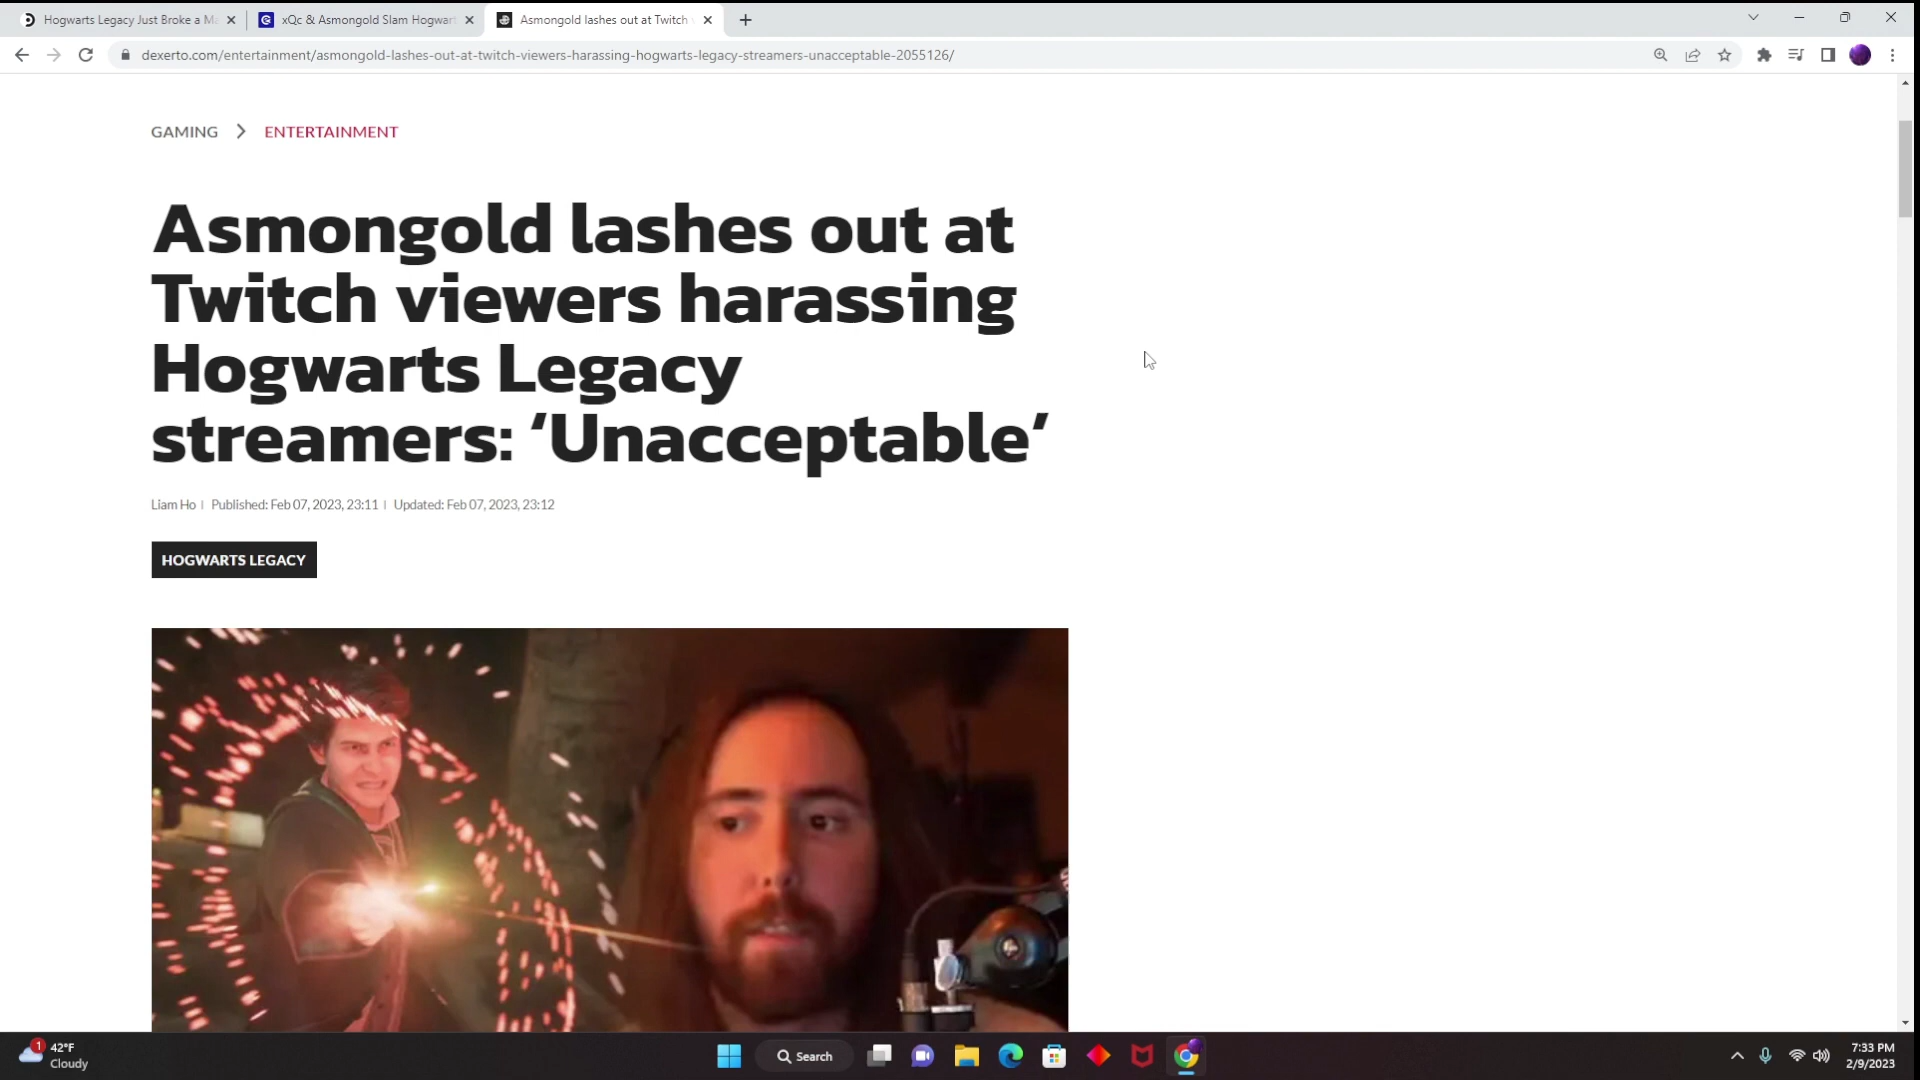 Hogwarts Legacy Just Broke a Ma
xQc & Asmongold Slam Hogwart
Asmongold lashes out at Twitch
dexerto.com/entertainment/asmongold-lashes-out-at-twitch-viewers-harassing-hogwarts-legacy-streamers-unacceptable-2055126/
GAMING > ENTERTAINMENT
Asmongold lashes out at
Twitch viewers harassing
Hogwarts Legacy
streamers: ‘Unacceptable’
Liam Ho | Published: Feb 07, 2023, 23:11 | Updated: Feb 07, 2023, 23:12
HOGWARTS LEGACY
1
42°F
Cloudy
Search
7:33 PM
2/9/2023